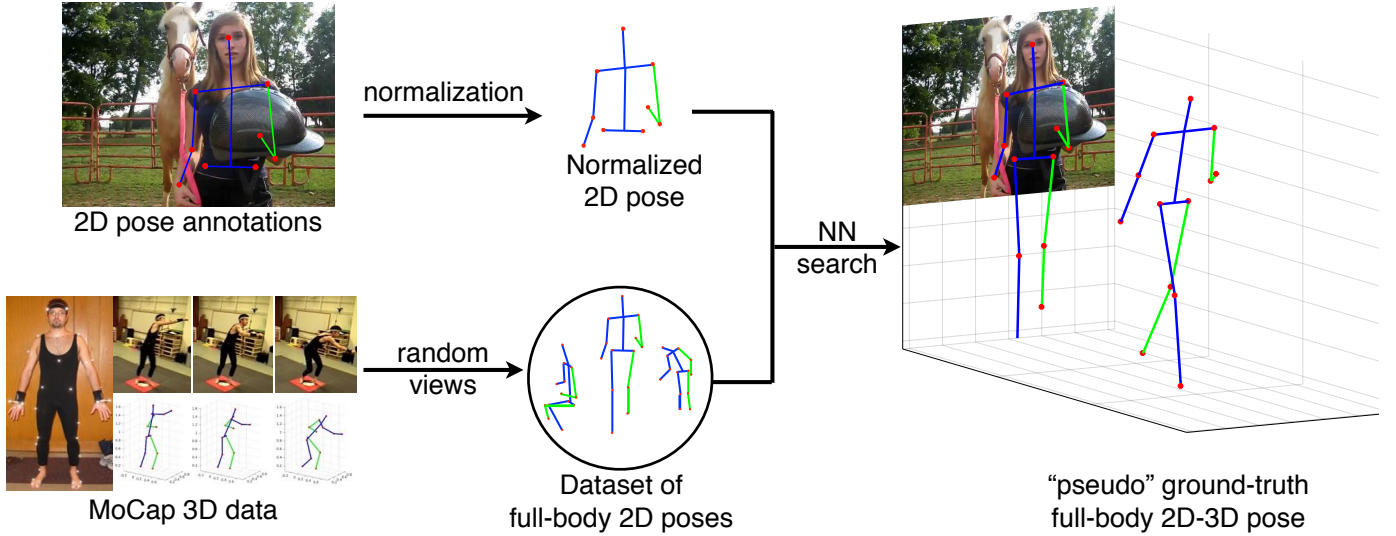 normalization
Normalized
2D pose
2D pose annotations
NN
search
random
views
MoCap 3D data
Dataset of
full-body 2D poses
"pseudo" ground-truth
full-body 2D-3D pose